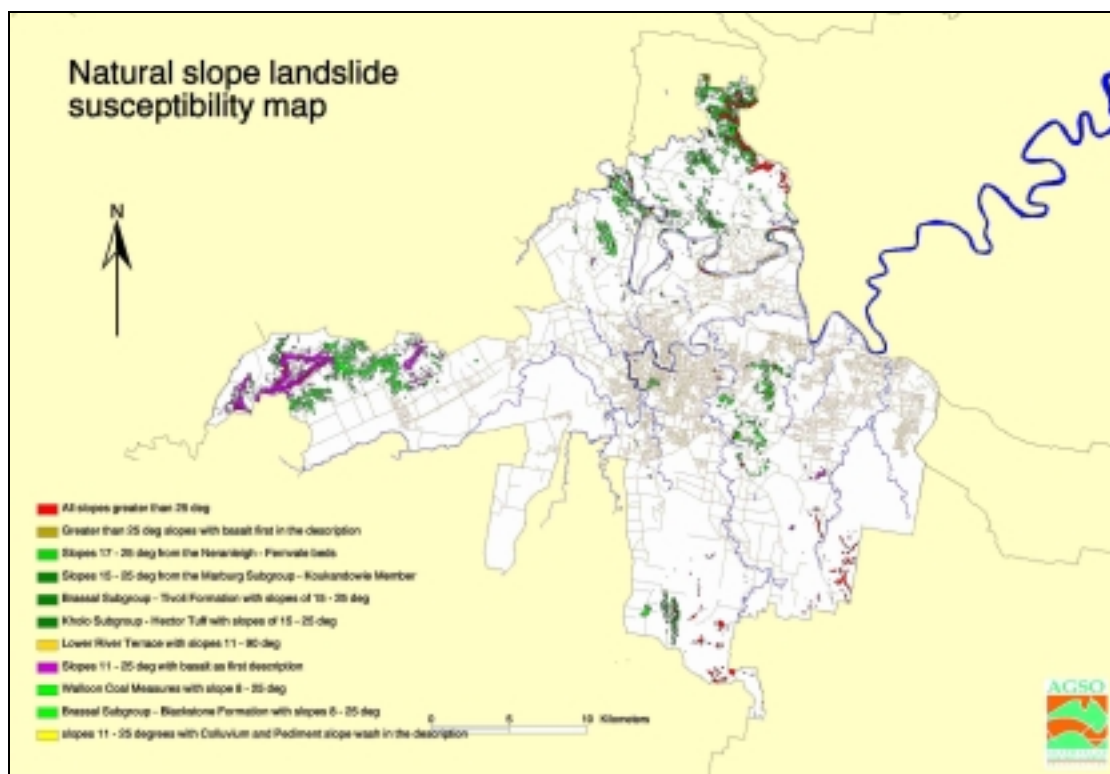 Natural slope landslide
susceptibility map
N
All slopes greater than 25 deg
Greater than 25 deg slopes with basalt first in the description
Slopes 17 - 25 deg from the Neranleigh - Fernvale beds
Slopes 15 - 25 deg from the Marburg Subgroup - Koukandowie Member
Brassal Subgroup - Tivoli Formation with slopes of 15 - 25 deg
Kholo Subgroup - Hector Tuff with slopes of 15 - 25 deg
Lower River Terrace with slopes 11 - 90 deg
Slopes 11 - 25 deg with basalt as first description
Walloon Coal Measures with slope 8 - 25 deg
Brassal Subgroup - Blackstone Formation with slopes 8 - 25 deg
slopes 11 - 25 degrees with Colluvium and Pediment slope wash in the description
0 5 10 Kilometers
AGSO